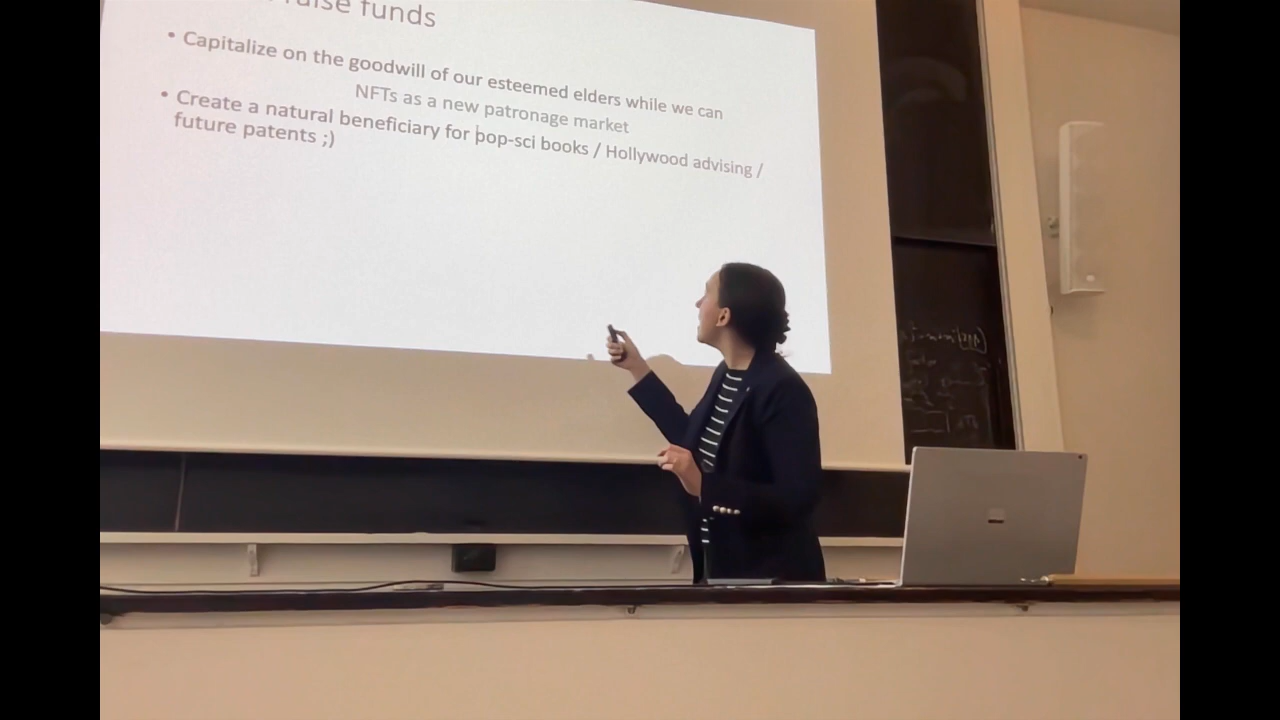 raise funds
• Capitalize on the goodwill of our esteemed elders while we can
NFTs as a new patronage market
• Create a natural beneficiary for pop-sci books / Hollywood advising /
future patents ;)